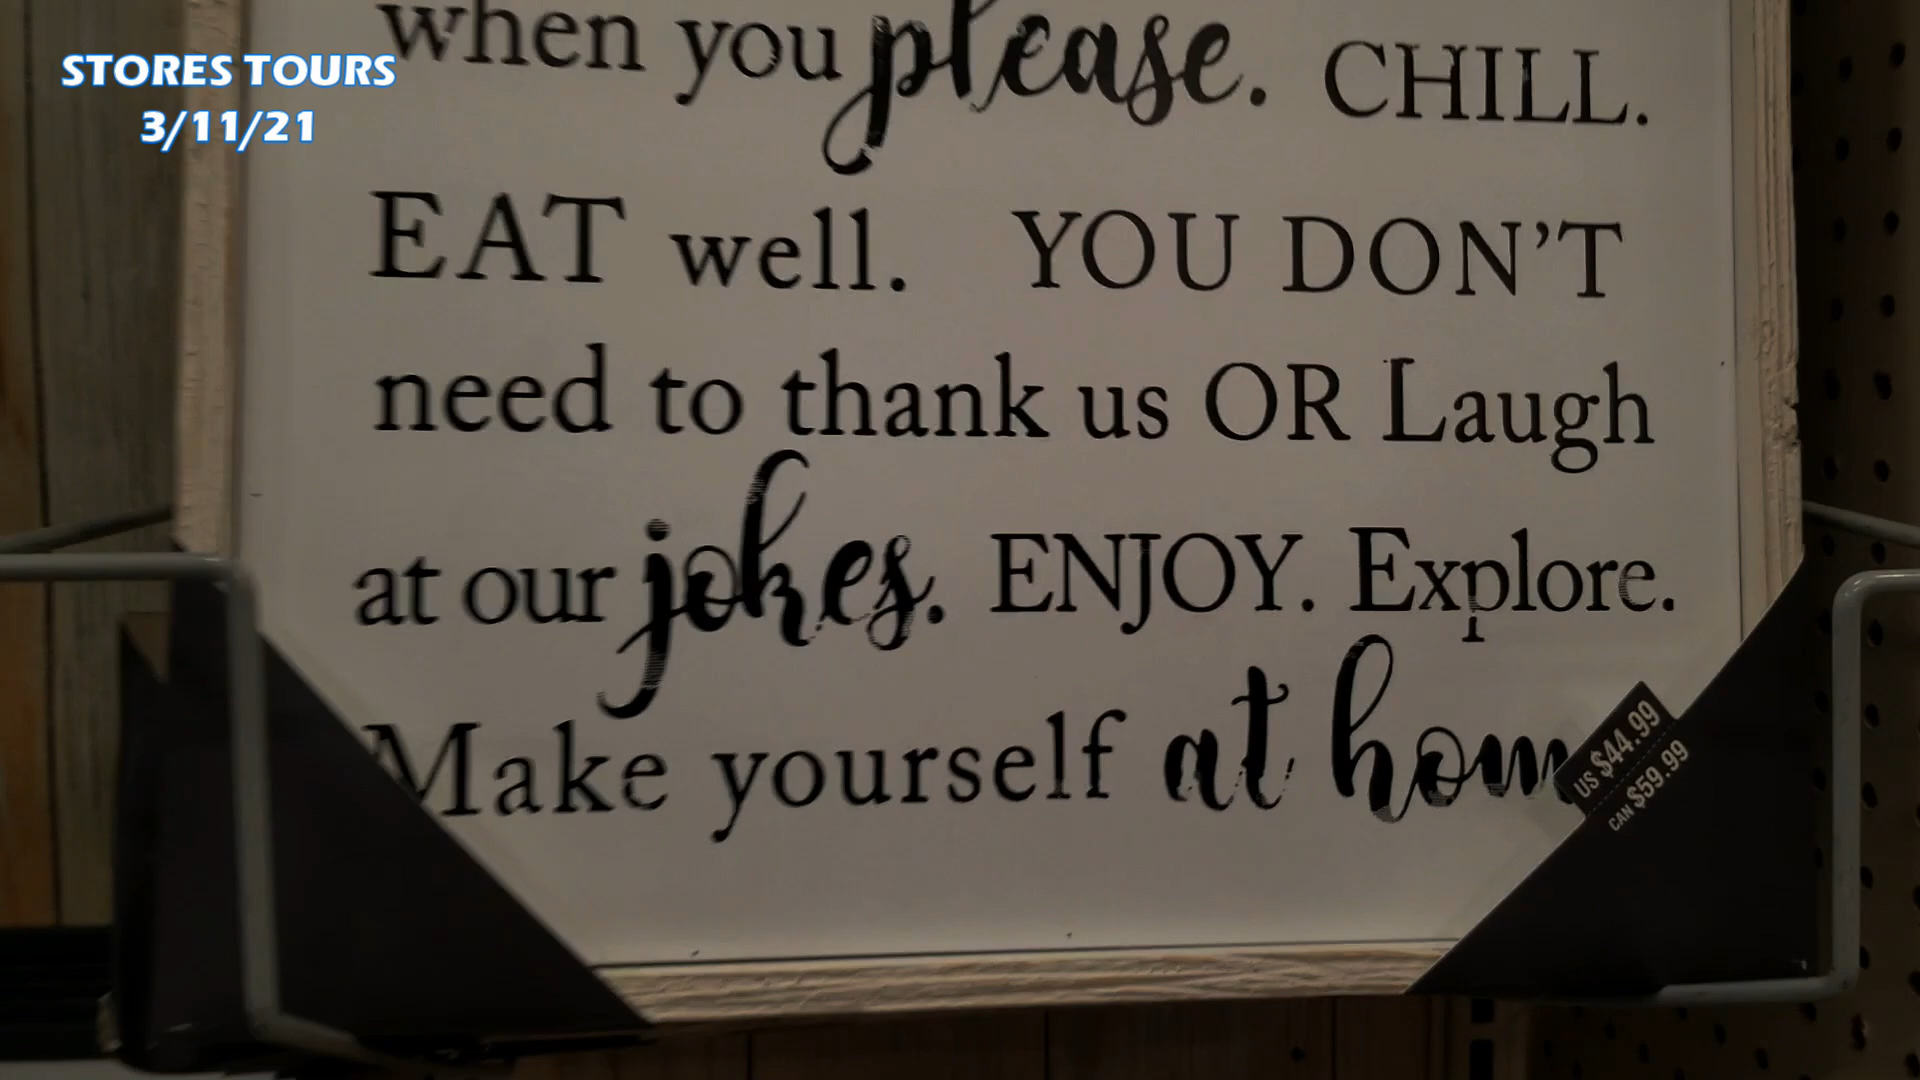 STORES TOURS
3/11/21
when you please. CHILL.
EAT well. YOU DON'T
need to thank us OR Laugh
at our jokes. ENJOY. Explore.
Make yourself at hom
US $44.99
CAN $59.99